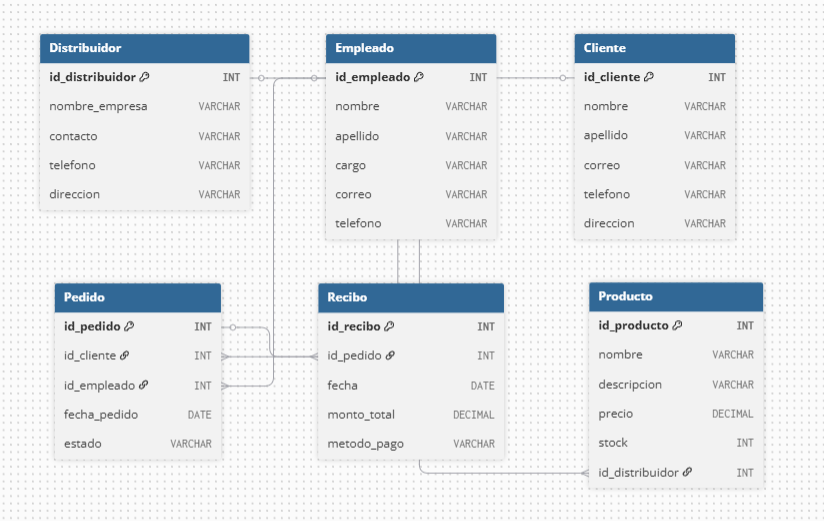 Distribuidor
id_distribuidor INT
nombre_empresa VARCHAR
contacto VARCHAR
telefono VARCHAR
direccion VARCHAR
Empleado
id_empleado INT
nombre VARCHAR
apellido VARCHAR
cargo VARCHAR
correo VARCHAR
telefono VARCHAR
Cliente
id_cliente INT
nombre VARCHAR
apellido VARCHAR
correo VARCHAR
telefono VARCHAR
direccion VARCHAR
Pedido
id_pedido INT
id_cliente INT
id_empleado INT
fecha_pedido DATE
estado VARCHAR
Recibo
id_recibo INT
id_pedido INT
fecha DATE
monto_total DECIMAL
metodo_pago VARCHAR
Producto
id_producto INT
nombre VARCHAR
descripcion VARCHAR
precio DECIMAL
stock INT
id_distribuidor INT